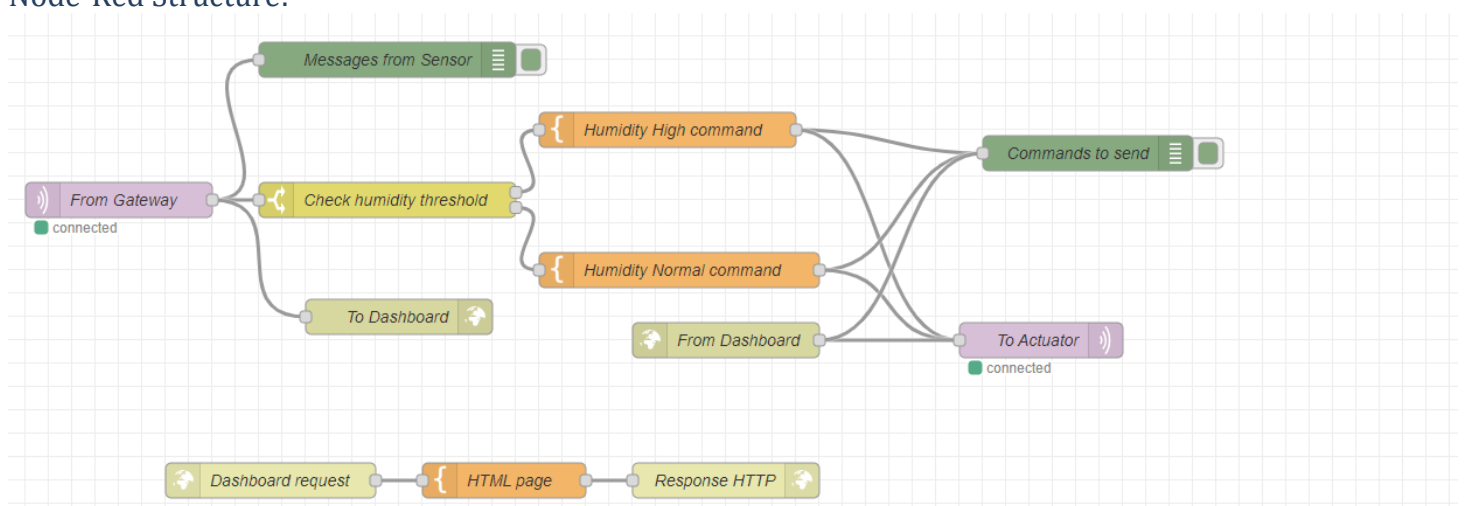 Node-Red Structure:
Messages from Sensor
Humidity High command
Commands to send
From Gateway
Check humidity threshold
connected
Humidity Normal command
To Dashboard
From Dashboard
To Actuator
connected
Dashboard request
HTML page
Response HTTP